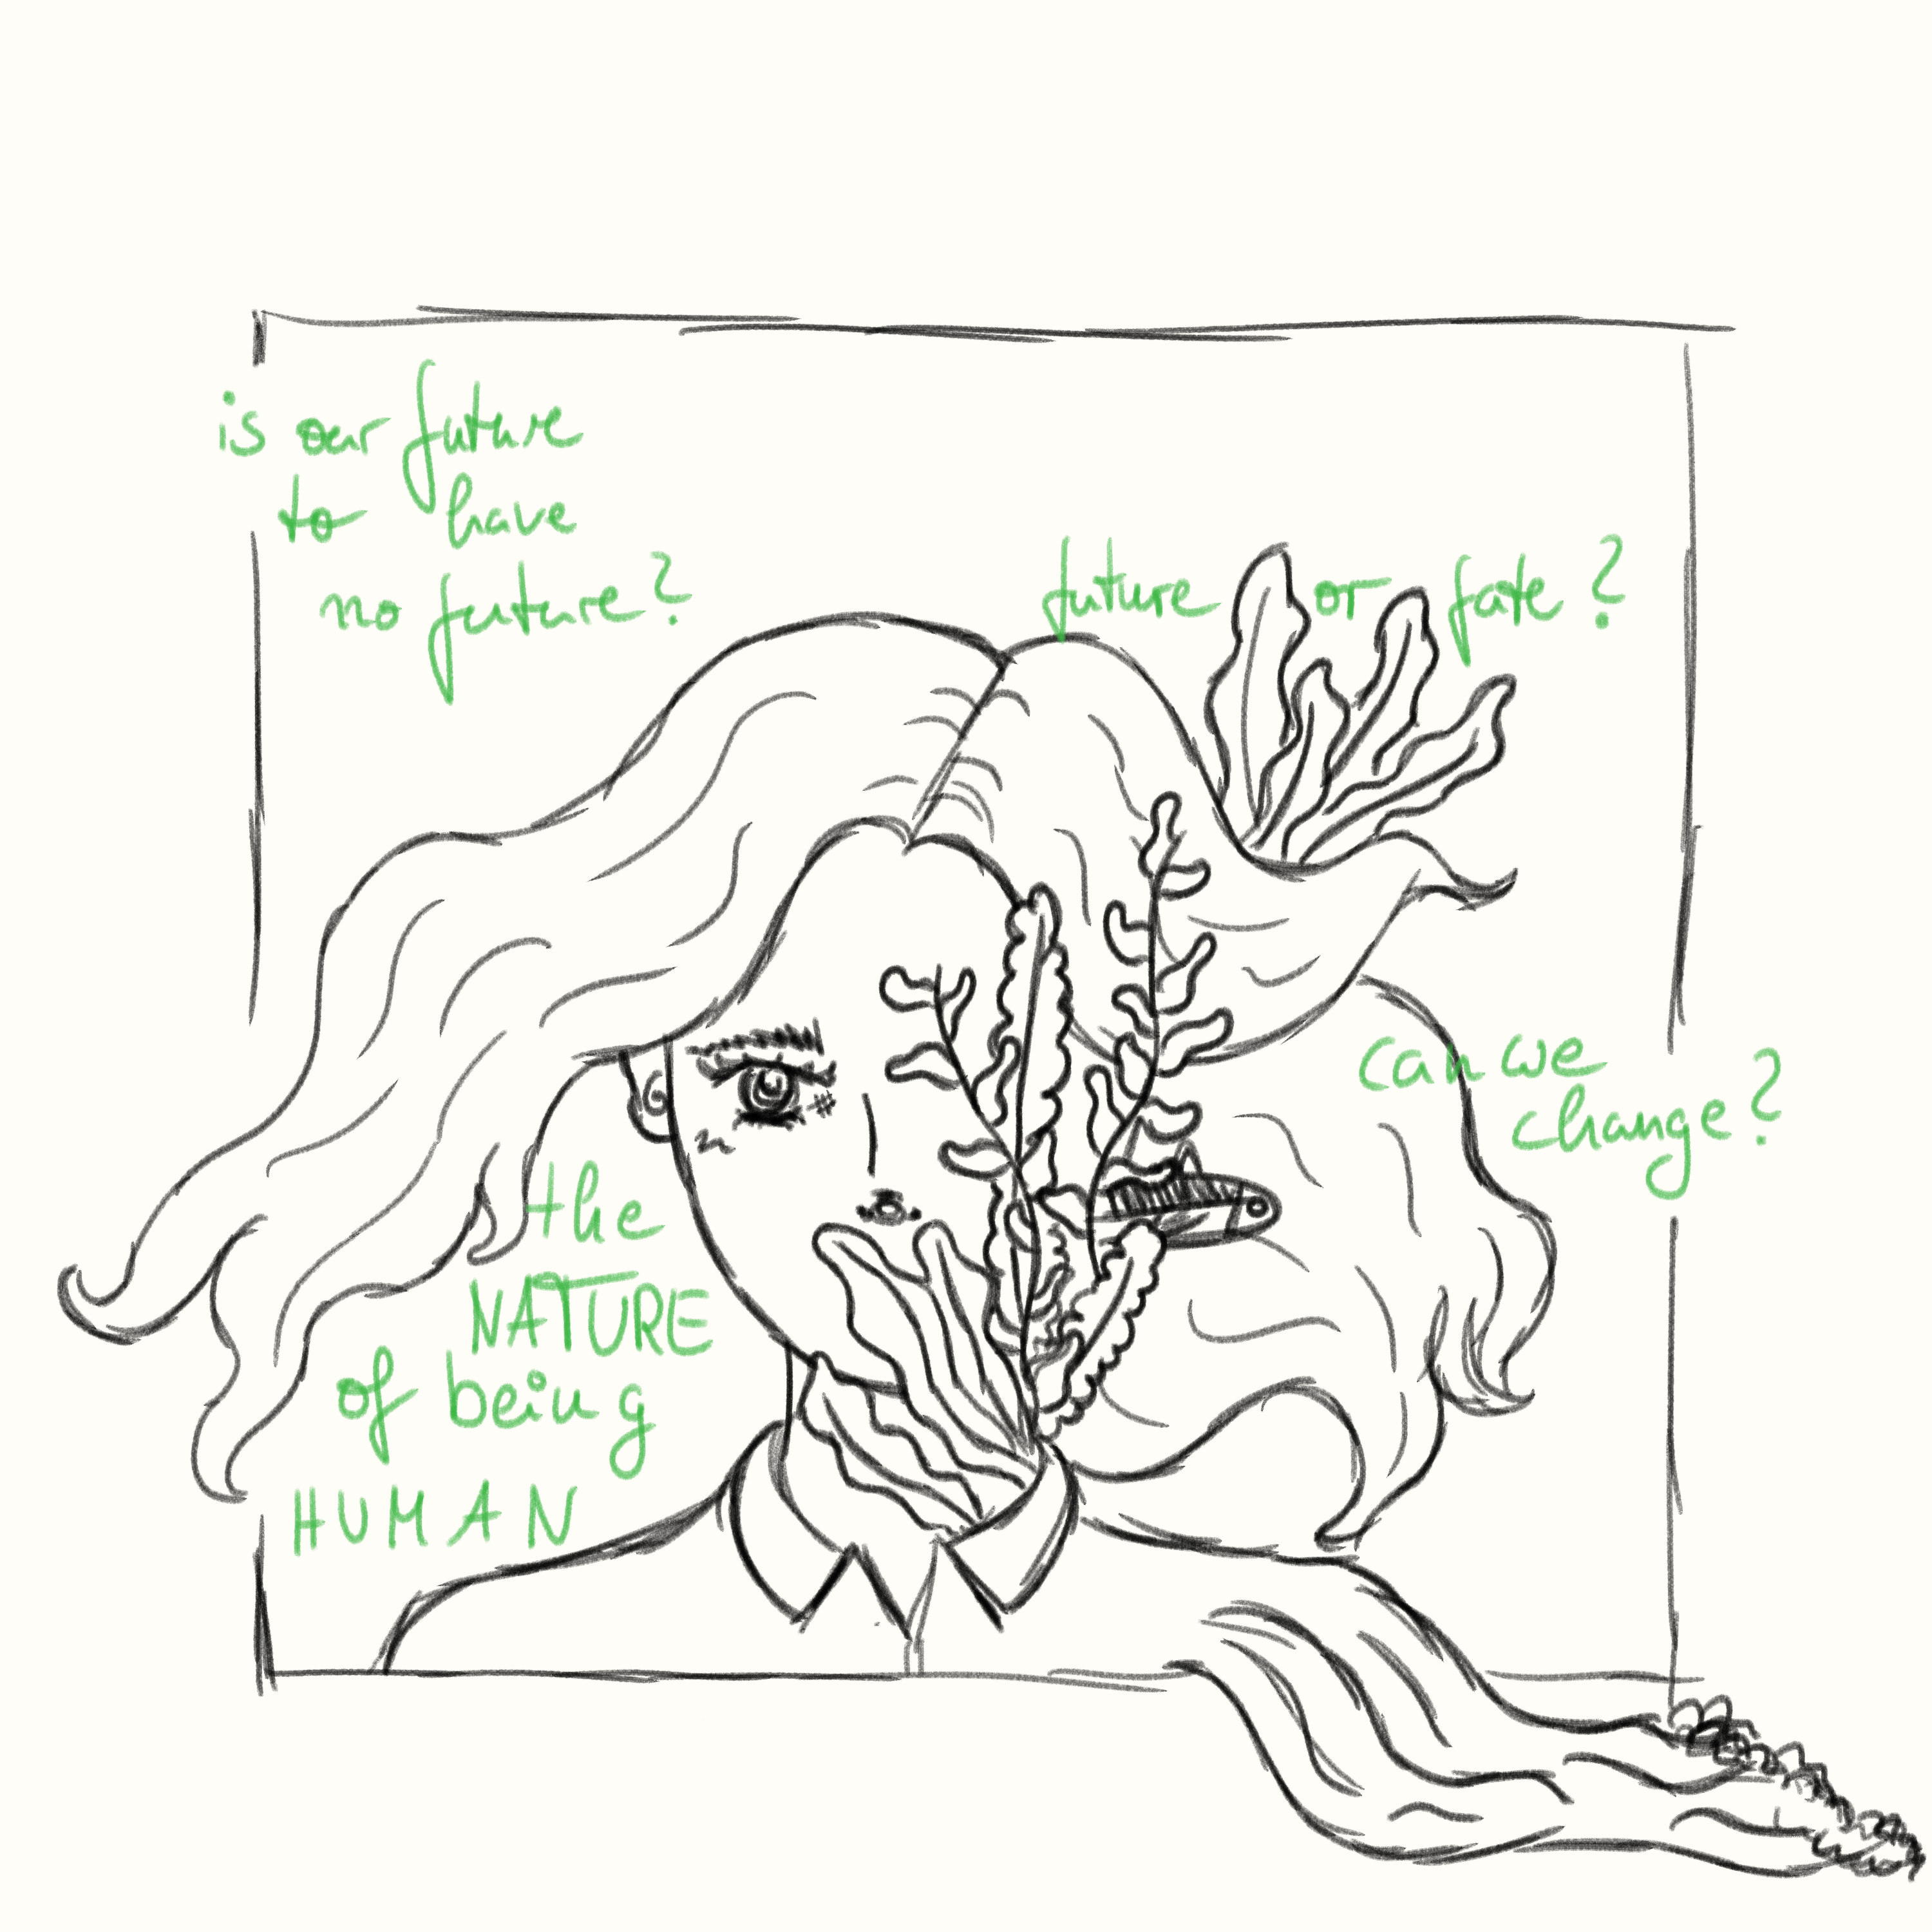 is our future
to have
no future?
future or fate?
can we
change?
the
NATURE
of being
HUMAN